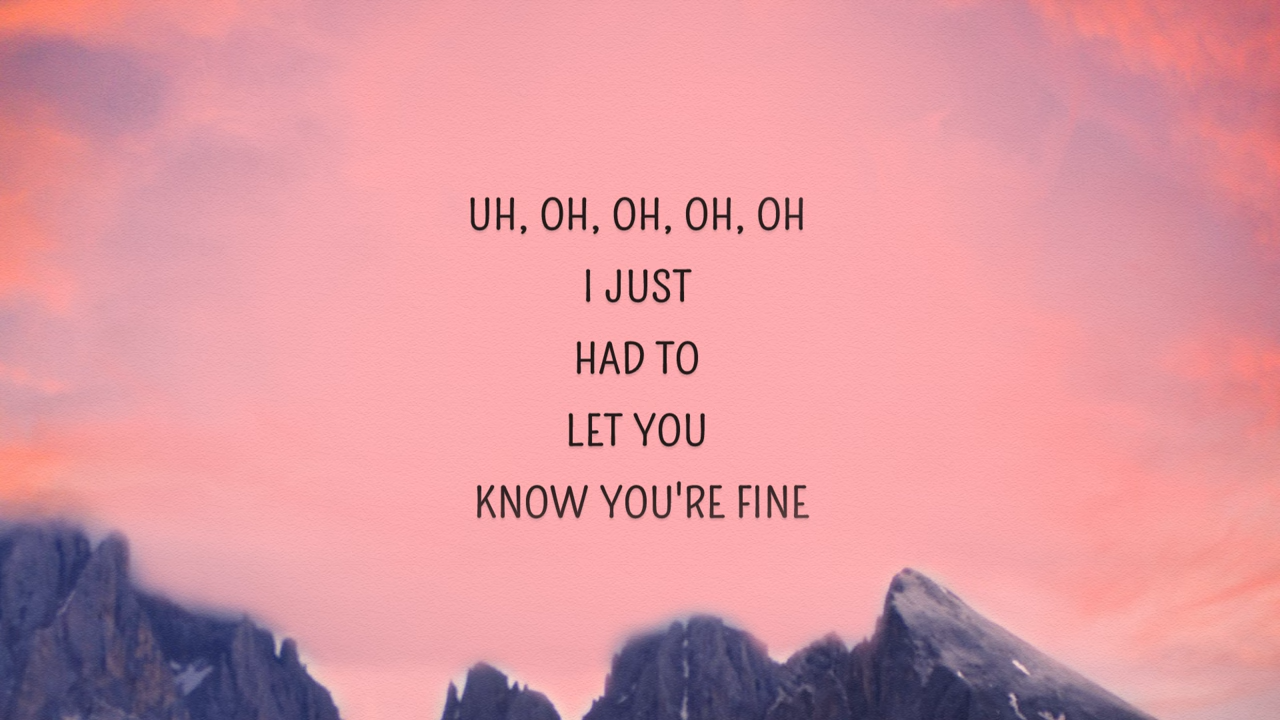 UH, OH, OH, OH, OH
I JUST
HAD TO
LET YOU
KNOW YOU'RE FINE